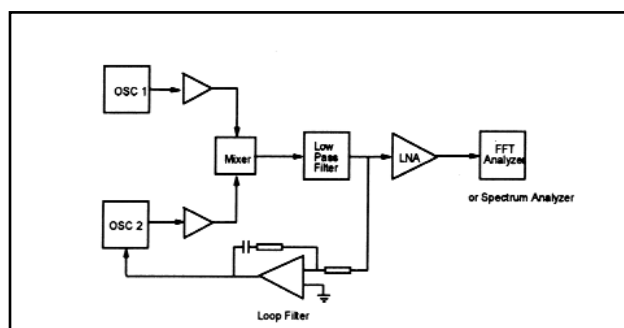 OSC 1
Mixer
Low
Pass
Filter
LNA
FFT
Analyzer
or Spectrum Analyzer
OSC 2
Loop Filter